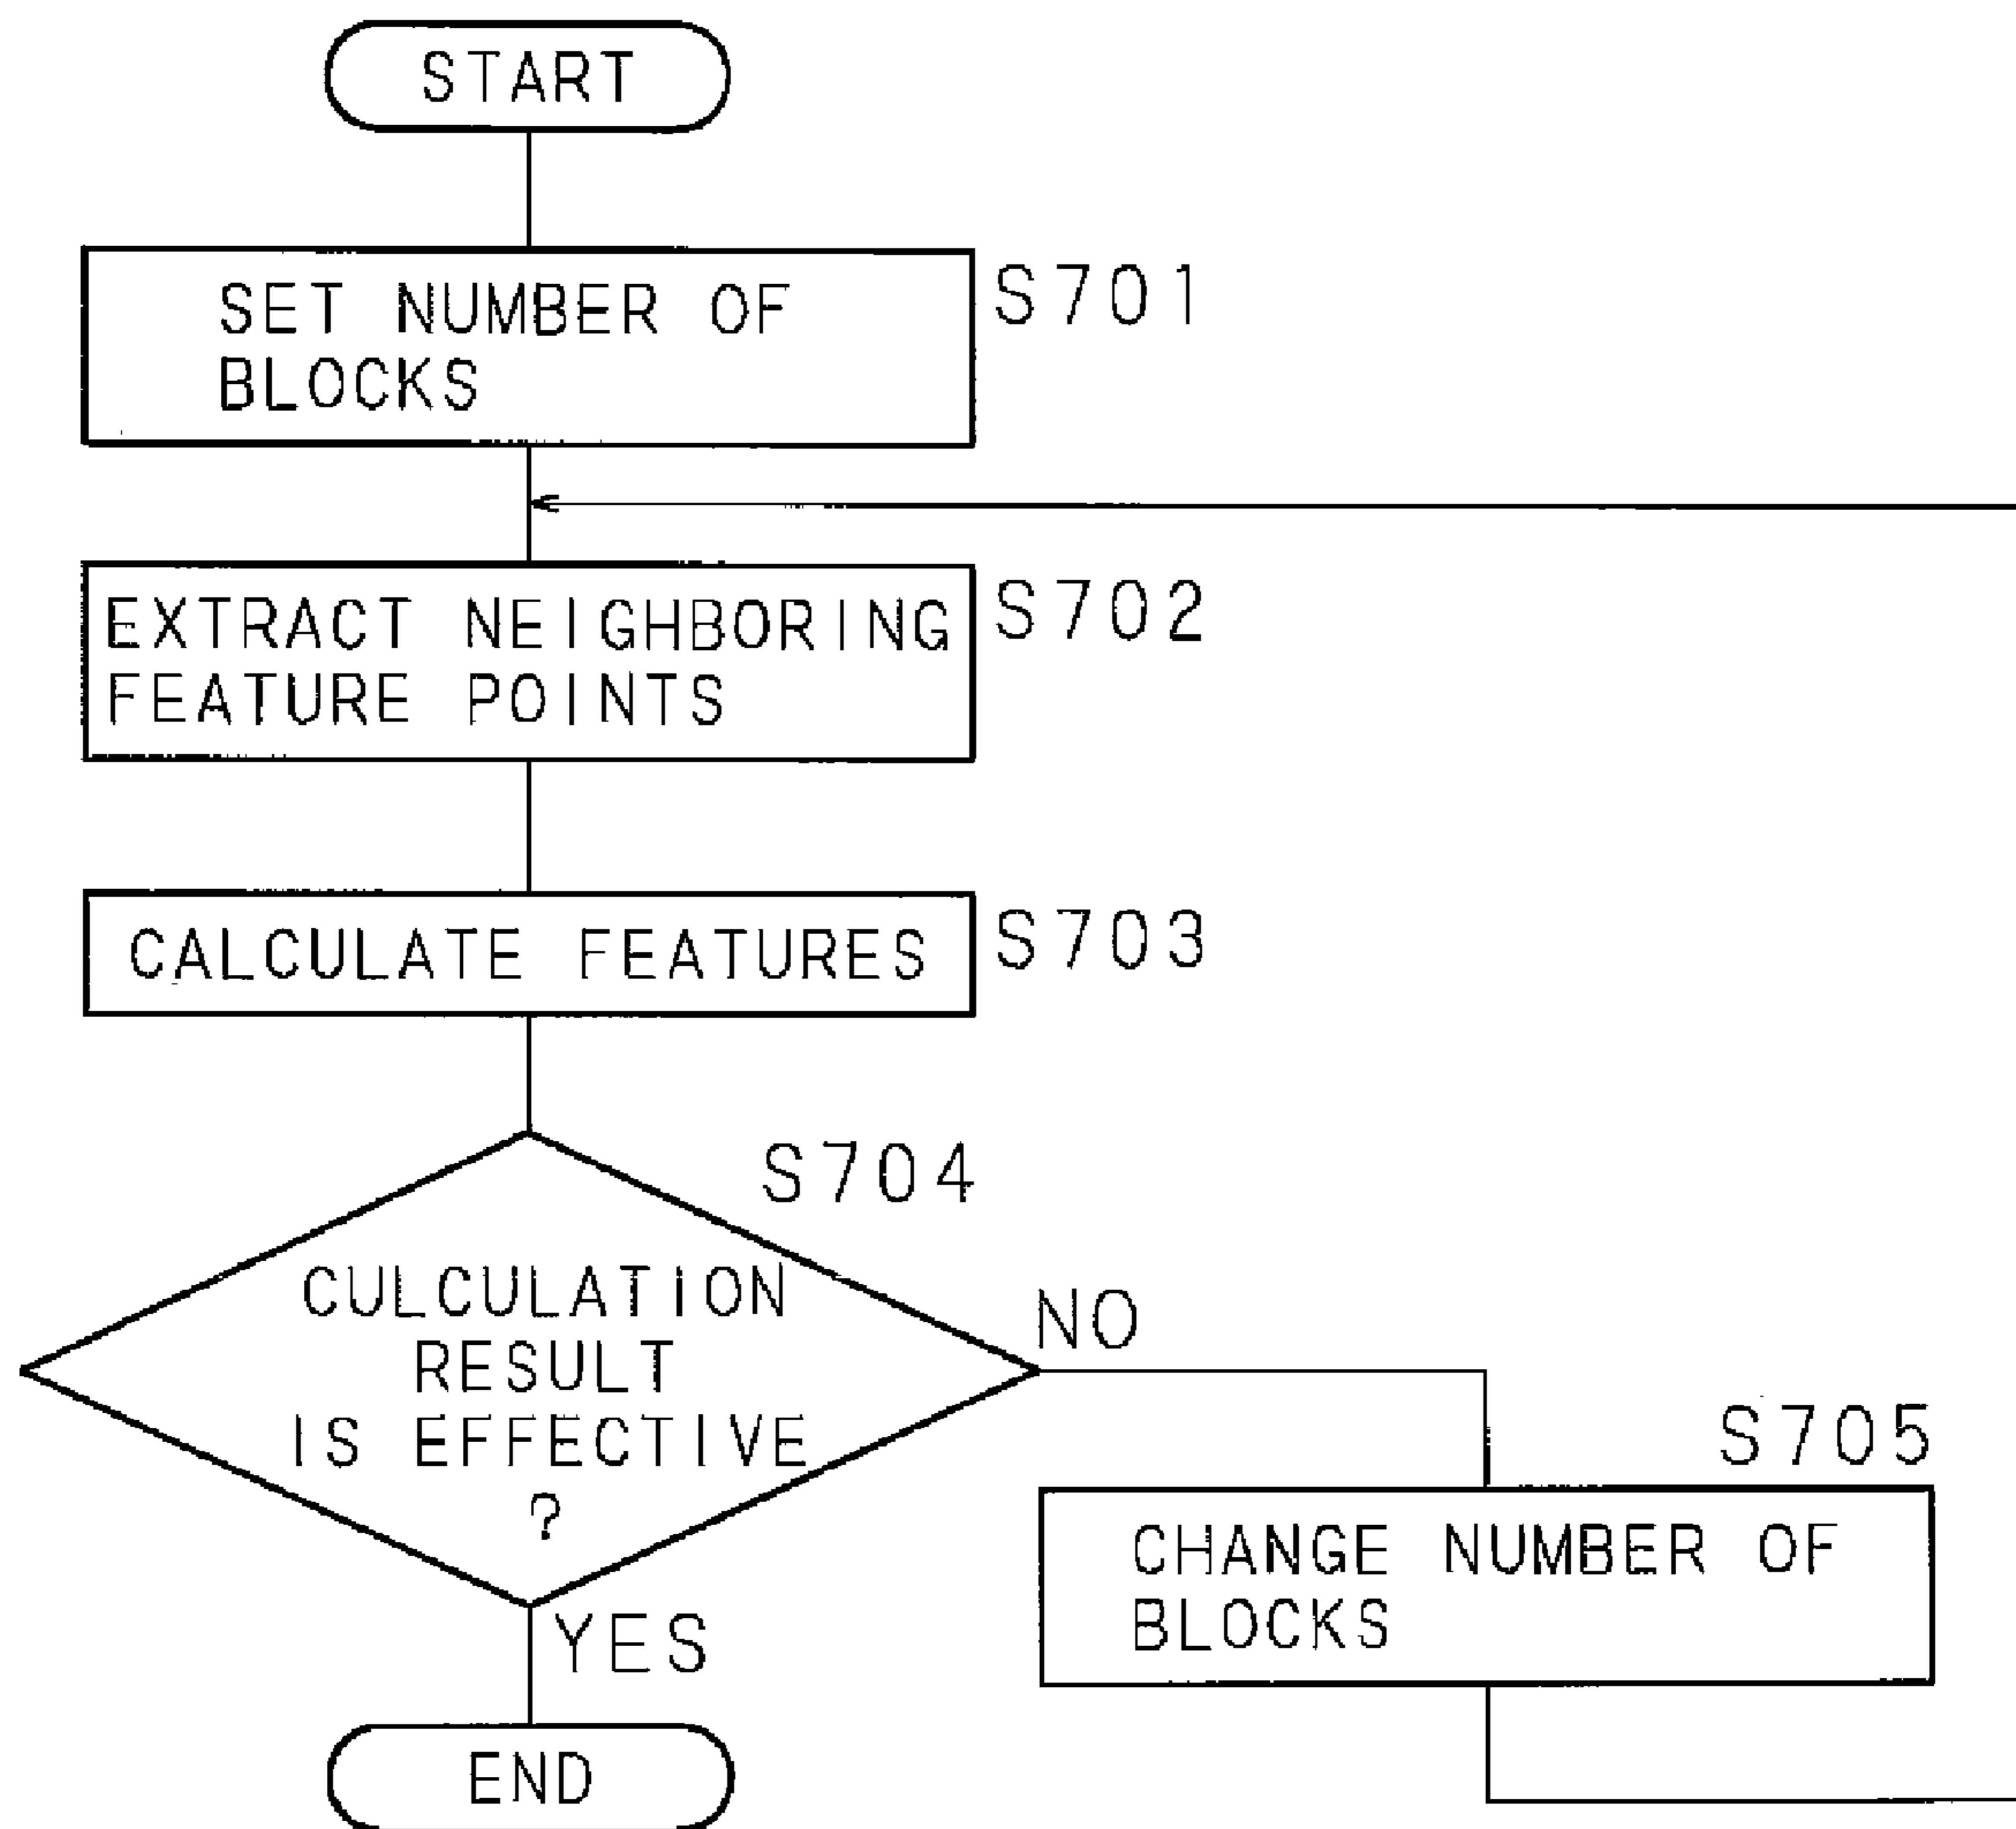 START
SET NUMBER OF
BLOCKS
S701
EXTRACT NEIGHBORING
FEATURE POINTS
S702
CALCULATE FEATURES
S703
S704
CULCULATION
RESULT
IS EFFECTIVE
?
NO
YES
S705
CHANGE NUMBER OF
BLOCKS
END